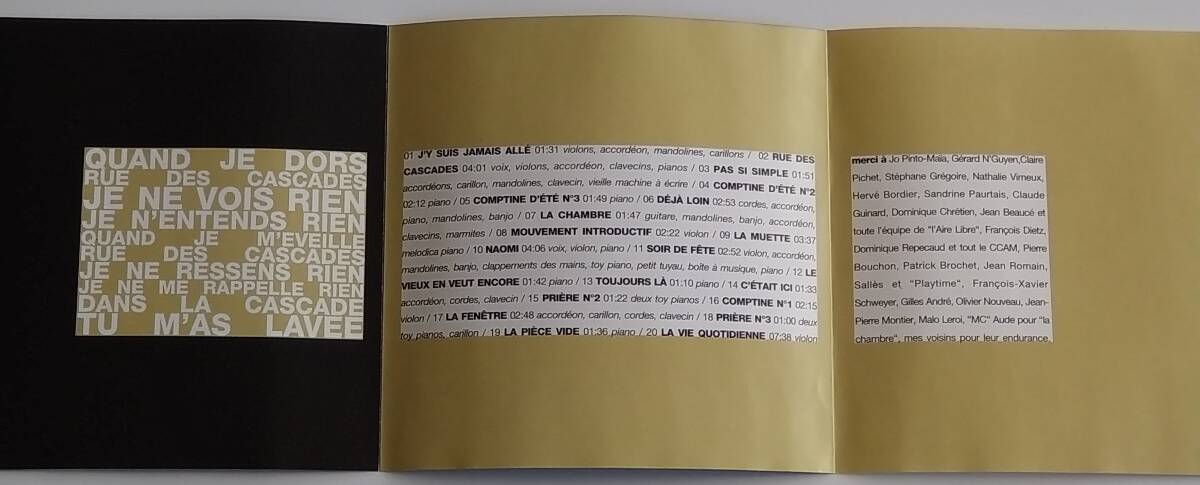 QUAND JE DORS
RUE DES CASCADES
JE NE VOIS RIEN
JE N'ENTENDS RIEN
QUAND JE M'EVEILLE
RUE DES CASCADES
JE NE RESSENS RIEN
JE NE ME RAPPELLE RIEN
DANS LA CASCADE
TU M'AS LAVÉE
01 J'Y SUIS JAMAIS ALLÉ 01:31 violons, accordéon, mandolines, carillons / 02 RUE DES
CASCADES 04:01 voix, violons, accordéon, clavecins, pianos / 03 PAS SI SIMPLE 01:51
accordéons, carillon, mandolines, clavecin, vieille machine à écrire / 04 COMPTINE D'ÉTÉ N°2
02:12 piano / 05 COMPTINE D'ÉTÉ N°3 01:49 piano / 06 DÉJÀ LOIN 02:53 cordes, accordéon,
piano, mandolines, banjo / 07 LA CHAMBRE 01:47 guitare, mandolines, banjo, accordéon,
clavecins, marmites / 08 MOUVEMENT INTRODUCTIF 02:22 violon / 09 LA MUETTE 03:37
melodica piano / 10 NAOMI 04:06 voix, violon, piano / 11 SOIR DE FÊTE 02:52 violon, accordéon,
mandolines, banjo, clappements des mains, toy piano, petit tuyau, boîte à musique, piano / 12 LE
VIEUX EN VEUT ENCORE 01:42 piano / 13 TOUJOURS LÀ 01:10 piano / 14 C'ÉTAIT ICI 01:33
accordéon, cordes, clavecin / 15 PRIÈRE N°2 01:22 deux toy pianos / 16 COMPTINE N°1 02:15
violon / 17 LA FENÊTRE 02:48 accordéon, carillon, cordes, clavecin / 18 PRIÈRE N°3 01:00 deux
toy pianos, carillon / 19 LA PIÈCE VIDE 01:36 piano / 20 LA VIE QUOTIDIENNE 07:38 violon
merci à Jo Pinto-Maïa, Gérard N'Guyen,Claire
Pichet, Stéphane Grégoire, Nathalie Virneux,
Hervé Bordier, Sandrine Paurtais, Claude
Guinard, Dominique Chrétien, Jean Beaucé et
toute l'équipe de "l'Aire Libre", François Dietz,
Dominique Repecaud et tout le CCAM, Pierre
Bouchon, Patrick Brochet, Jean Romain,
Sallès et "Playtime", François-Xavier
Schweyer, Gilles André, Olivier Nouveau, Jean-
Pierre Montier, Malo Leroi, "MC" Aude pour "la
chambre", mes voisins pour leur endurance.